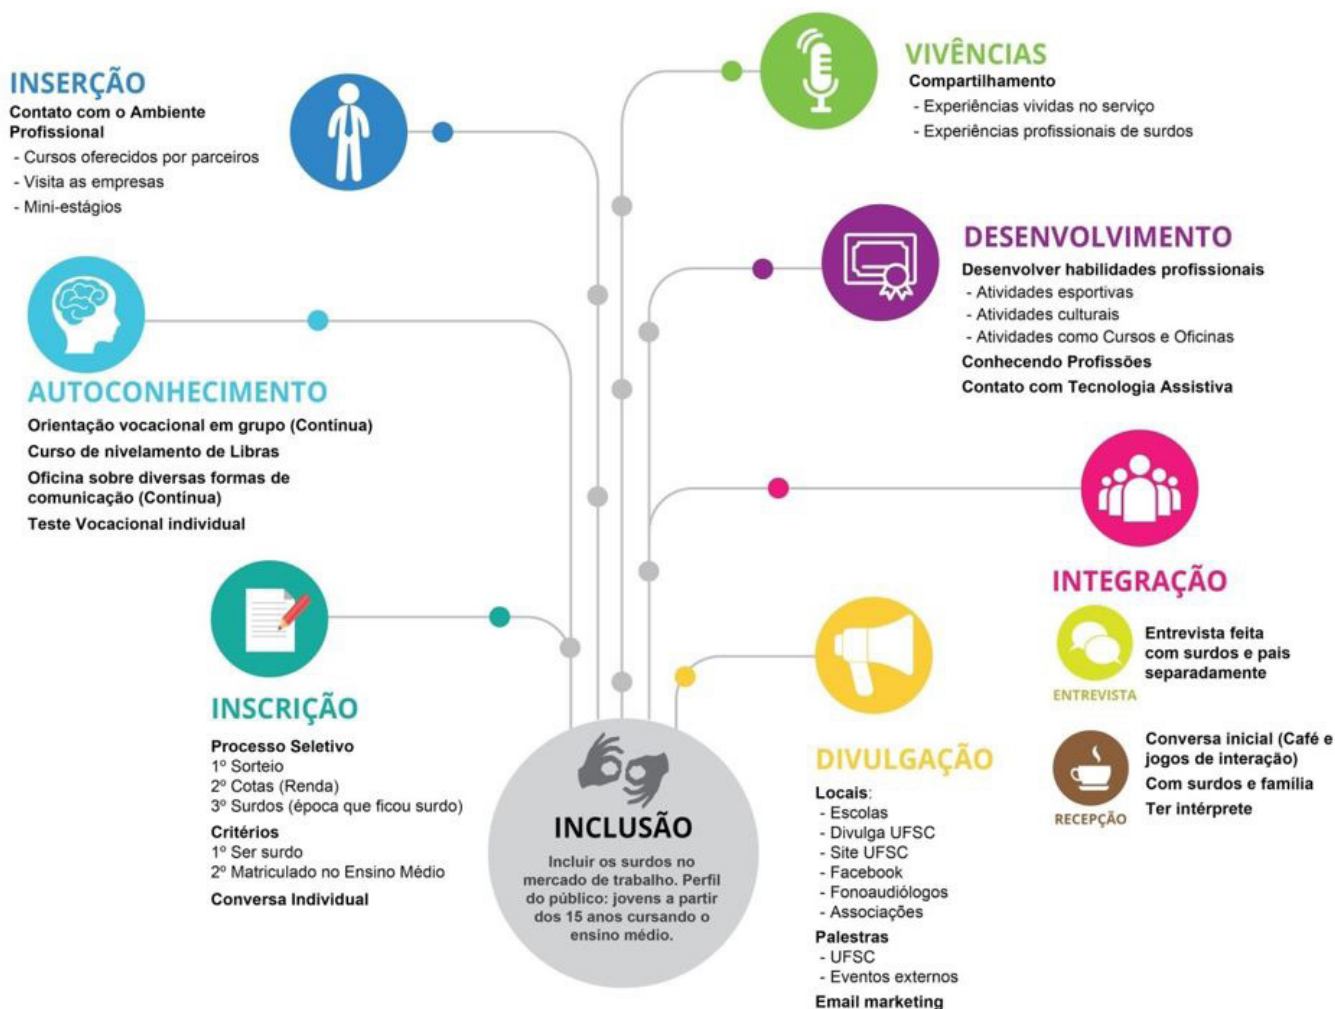 INSERÇÃO
Contato com o Ambiente
Profissional
- Cursos oferecidos por parceiros
- Visita as empresas
- Mini-estágios
VIVÊNCIAS
Compartilhamento
- Experiências vividas no serviço
- Experiências profissionais de surdos
DESENVOLVIMENTO
Desenvolver habilidades profissionais
- Atividades esportivas
- Atividades culturais
- Atividades como Cursos e Oficinas
Conhecendo Profissões
Contato com Tecnologia Assistiva
AUTOCONHECIMENTO
Orientação vocacional em grupo (Contínua)
Curso de nivelamento de Libras
Oficina sobre diversas formas de
comunicação (Contínua)
Teste Vocacional individual
INTEGRAÇÃO
Entrevista feita
com surdos e pais
separadamente
ENTREVISTA
Conversa inicial (Café e
jogos de interação)
Com surdos e família
Ter intérprete
RECEPÇÃO
INSCRIÇÃO
Processo Seletivo
1º Sorteio
2º Cotas (Renda)
3º Surdos (época que ficou surdo)
Critérios
1º Ser surdo
2º Matriculado no Ensino Médio
Conversa Individual
INCLUSÃO
Incluir os surdos no
mercado de trabalho. Perfil
do público: jovens a partir
dos 15 anos cursando o
ensino médio.
DIVULGAÇÃO
Locais:
- Escolas
- Divulga UFSC
- Site UFSC
- Facebook
- Fonoaudiólogos
- Associações
Palestras
- UFSC
- Eventos externos
Email marketing